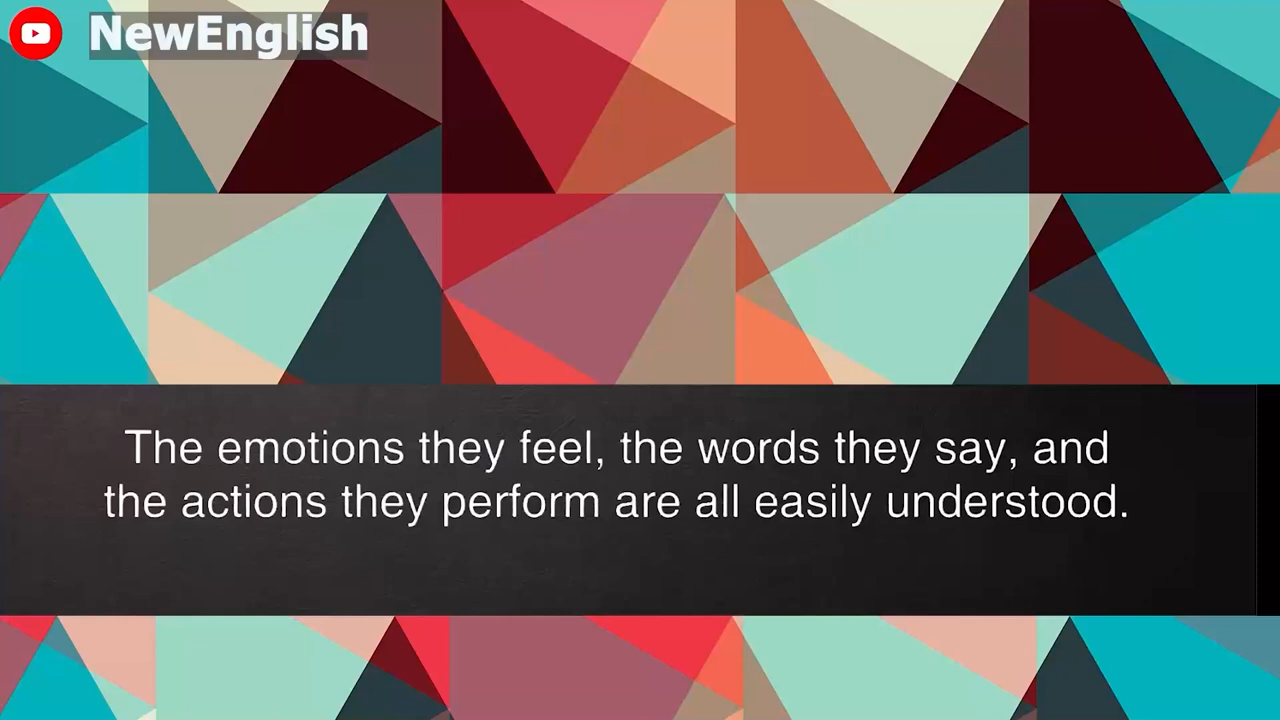 NewEnglish
The emotions they feel, the words they say, and
the actions they perform are all easily understood.